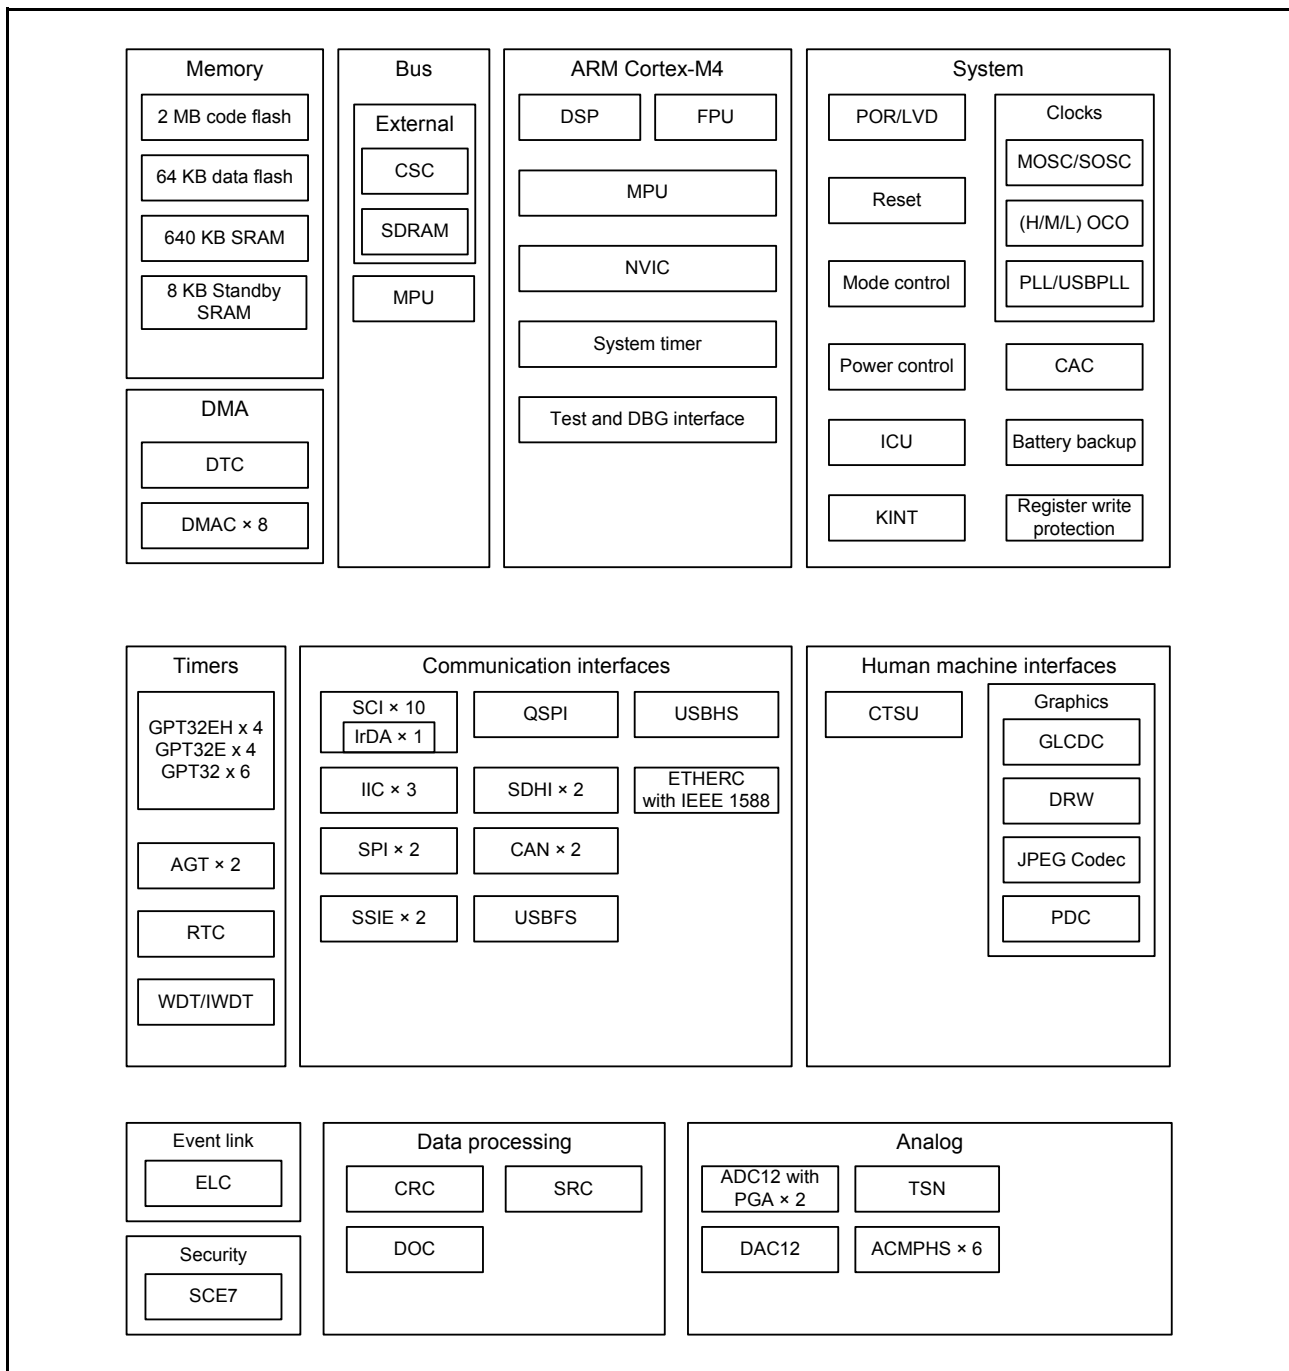 Memory
2 MB code flash
64 KB data flash
640 KB SRAM
8 KB Standby
SRAM
DMA
DTC
DMAC × 8
Bus
External
CSC
SDRAM
MPU
ARM Cortex-M4
DSP
FPU
MPU
NVIC
System timer
Test and DBG interface
System
POR/LVD
Reset
Mode control
Power control
ICU
KINT
Clocks
MOSC/SOSC
(H/M/L) OCO
PLL/USBPLL
CAC
Battery backup
Register write
protection
Timers
GPT32EH x 4
GPT32E x 4
GPT32 x 6
AGT × 2
RTC
WDT/IWDT
Communication interfaces
SCI × 10
IrDA × 1
IIC × 3
SPI × 2
SSIE × 2
QSPI
SDHI × 2
CAN × 2
USBFS
USBHS
ETHERC
with IEEE 1588
Human machine interfaces
CTSU
Graphics
GLCDC
DRW
JPEG Codec
PDC
Event link
ELC
Security
SCE7
Data processing
CRC
SRC
DOC
Analog
ADC12 with
PGA × 2
TSN
DAC12
ACMPHS × 6